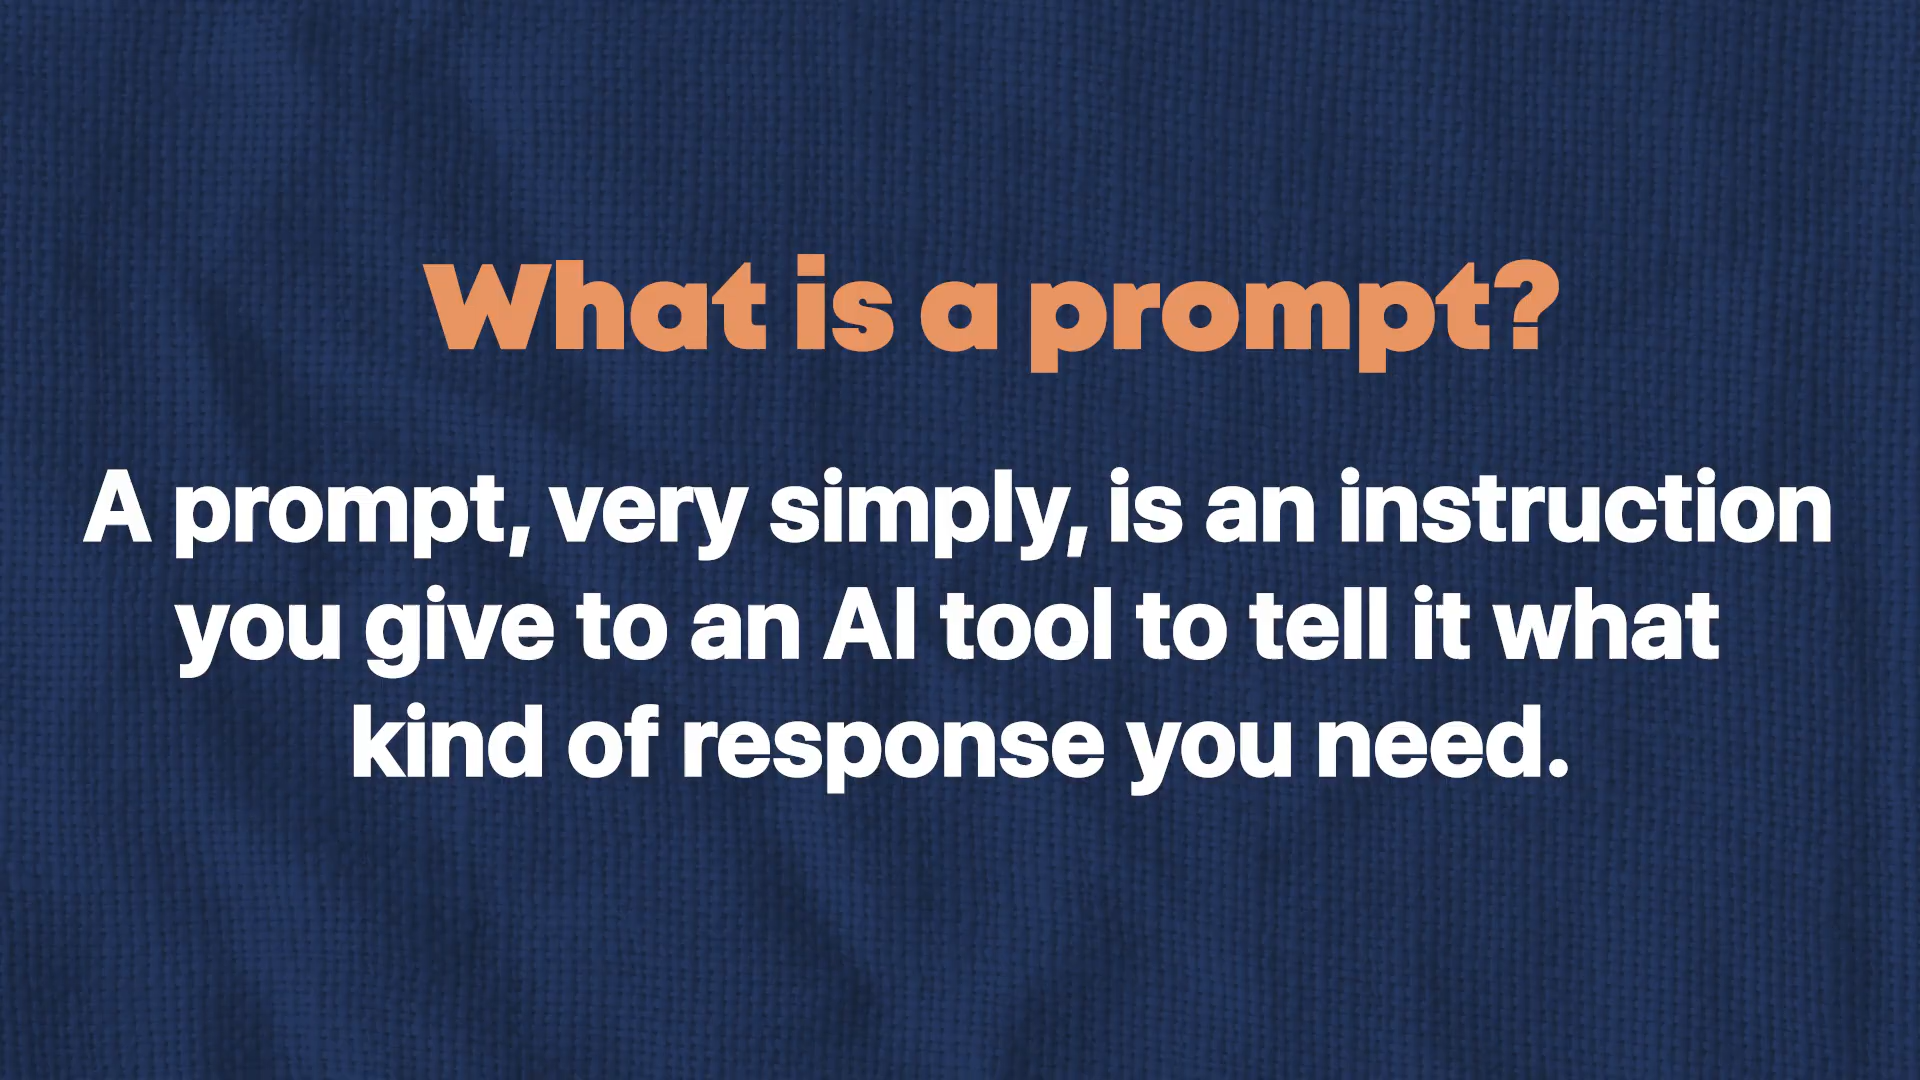 What is a prompt?
A prompt, very simply, is an instruction
you give to an AI tool to tell it what
kind of response you need.